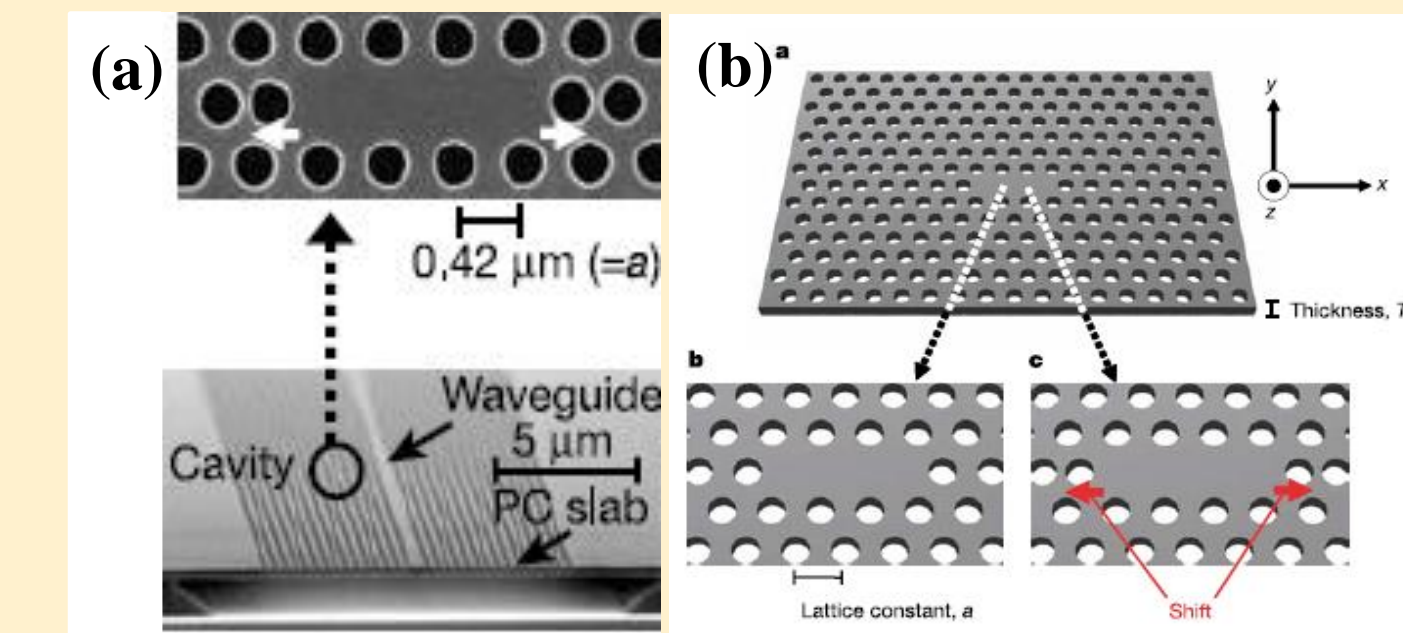 (a)
0,42 µm (=a)
Waveguide
5 µm
Cavity
PC slab
(b)
a
y
x
z
Thickness, T
b
c
Lattice constant, a
Shift